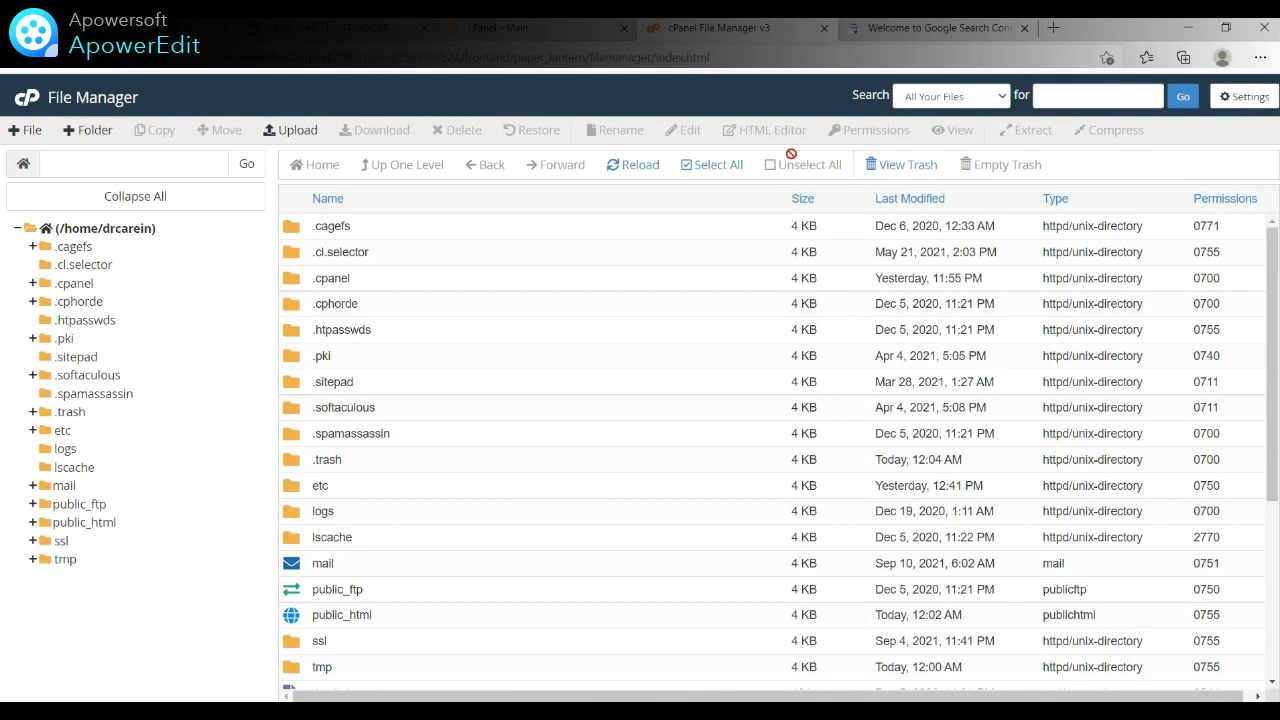 Apowersoft
ApowerEdit
HOST2BOOST
cPanel - Main
cPanel File Manager v3
Welcome to Google Search Con
/frontend/paper_lantern/filemanager/index.html
cP File Manager
Search All Your Files for Go Settings
File Folder Copy Move Upload Download Delete Restore Rename Edit HTML Editor Permissions View Extract Compress
Go
Home Up One Level Back Forward Reload Select All Unselect All View Trash Empty Trash
Collapse All
(/home/drcarein)
.cagefs
.cl.selector
.cpanel
.cphorde
.htpasswds
.pki
.sitepad
.softaculous
.spamassassin
.trash
etc
logs
lscache
mail
public_ftp
public_html
ssl
tmp
Name Size Last Modified Type Permissions
.cagefs 4 KB Dec 6, 2020, 12:33 AM httpd/unix-directory 0771
.cl.selector 4 KB May 21, 2021, 2:03 PM httpd/unix-directory 0755
.cpanel 4 KB Yesterday, 11:55 PM httpd/unix-directory 0700
.cphorde 4 KB Dec 5, 2020, 11:21 PM httpd/unix-directory 0700
.htpasswds 4 KB Dec 5, 2020, 11:21 PM httpd/unix-directory 0755
.pki 4 KB Apr 4, 2021, 5:05 PM httpd/unix-directory 0740
.sitepad 4 KB Mar 28, 2021, 1:27 AM httpd/unix-directory 0711
.softaculous 4 KB Apr 4, 2021, 5:08 PM httpd/unix-directory 0711
.spamassassin 4 KB Dec 5, 2020, 11:21 PM httpd/unix-directory 0700
.trash 4 KB Today, 12:04 AM httpd/unix-directory 0700
etc 4 KB Yesterday, 12:41 PM httpd/unix-directory 0750
logs 4 KB Dec 19, 2020, 1:11 AM httpd/unix-directory 0700
lscache 4 KB Dec 5, 2020, 11:22 PM httpd/unix-directory 2770
mail 4 KB Sep 10, 2021, 6:02 AM mail 0751
public_ftp 4 KB Dec 5, 2020, 11:21 PM publicftp 0750
public_html 4 KB Today, 12:02 AM publichtml 0755
ssl 4 KB Sep 4, 2021, 11:41 PM httpd/unix-directory 0755
tmp 4 KB Today, 12:00 AM httpd/unix-directory 0755